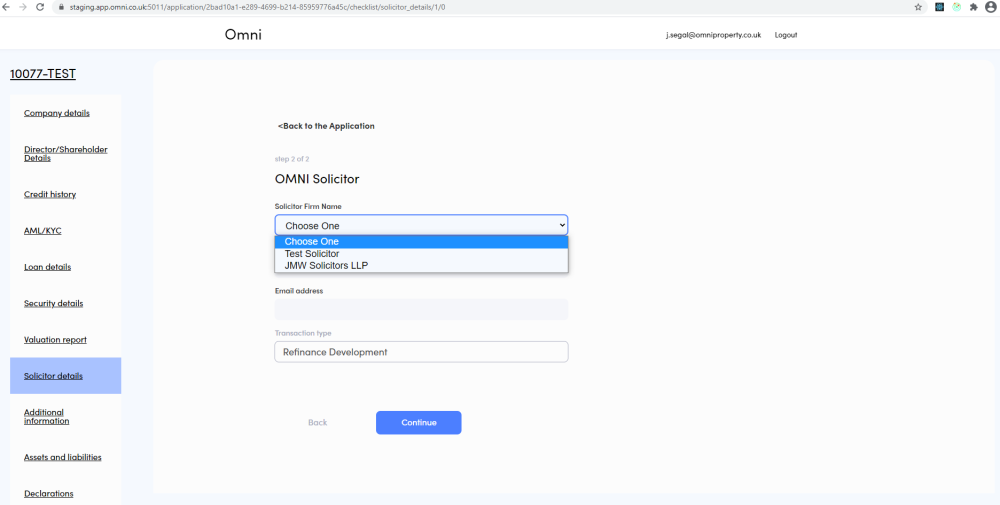 staging.app.omni.co.uk:5011/application/2bad10a1-e289-4699-b214-85959776a45c/checklist/solicitor_details/1/0
Omni
j.segal@omniproperty.co.uk Logout
10077-TEST
Company details
Director/Shareholder
Details
Credit history
AML/KYC
Loan details
Security details
Valuation report
Solicitor details
Additional
information
Assets and liabilities
Declarations
<Back to the Application
step 2 of 2
OMNI Solicitor
Solicitor Firm Name
Choose One
Choose One
Test Solicitor
JMW Solicitors LLP
Email address
Transaction type
Refinance Development
Back Continue